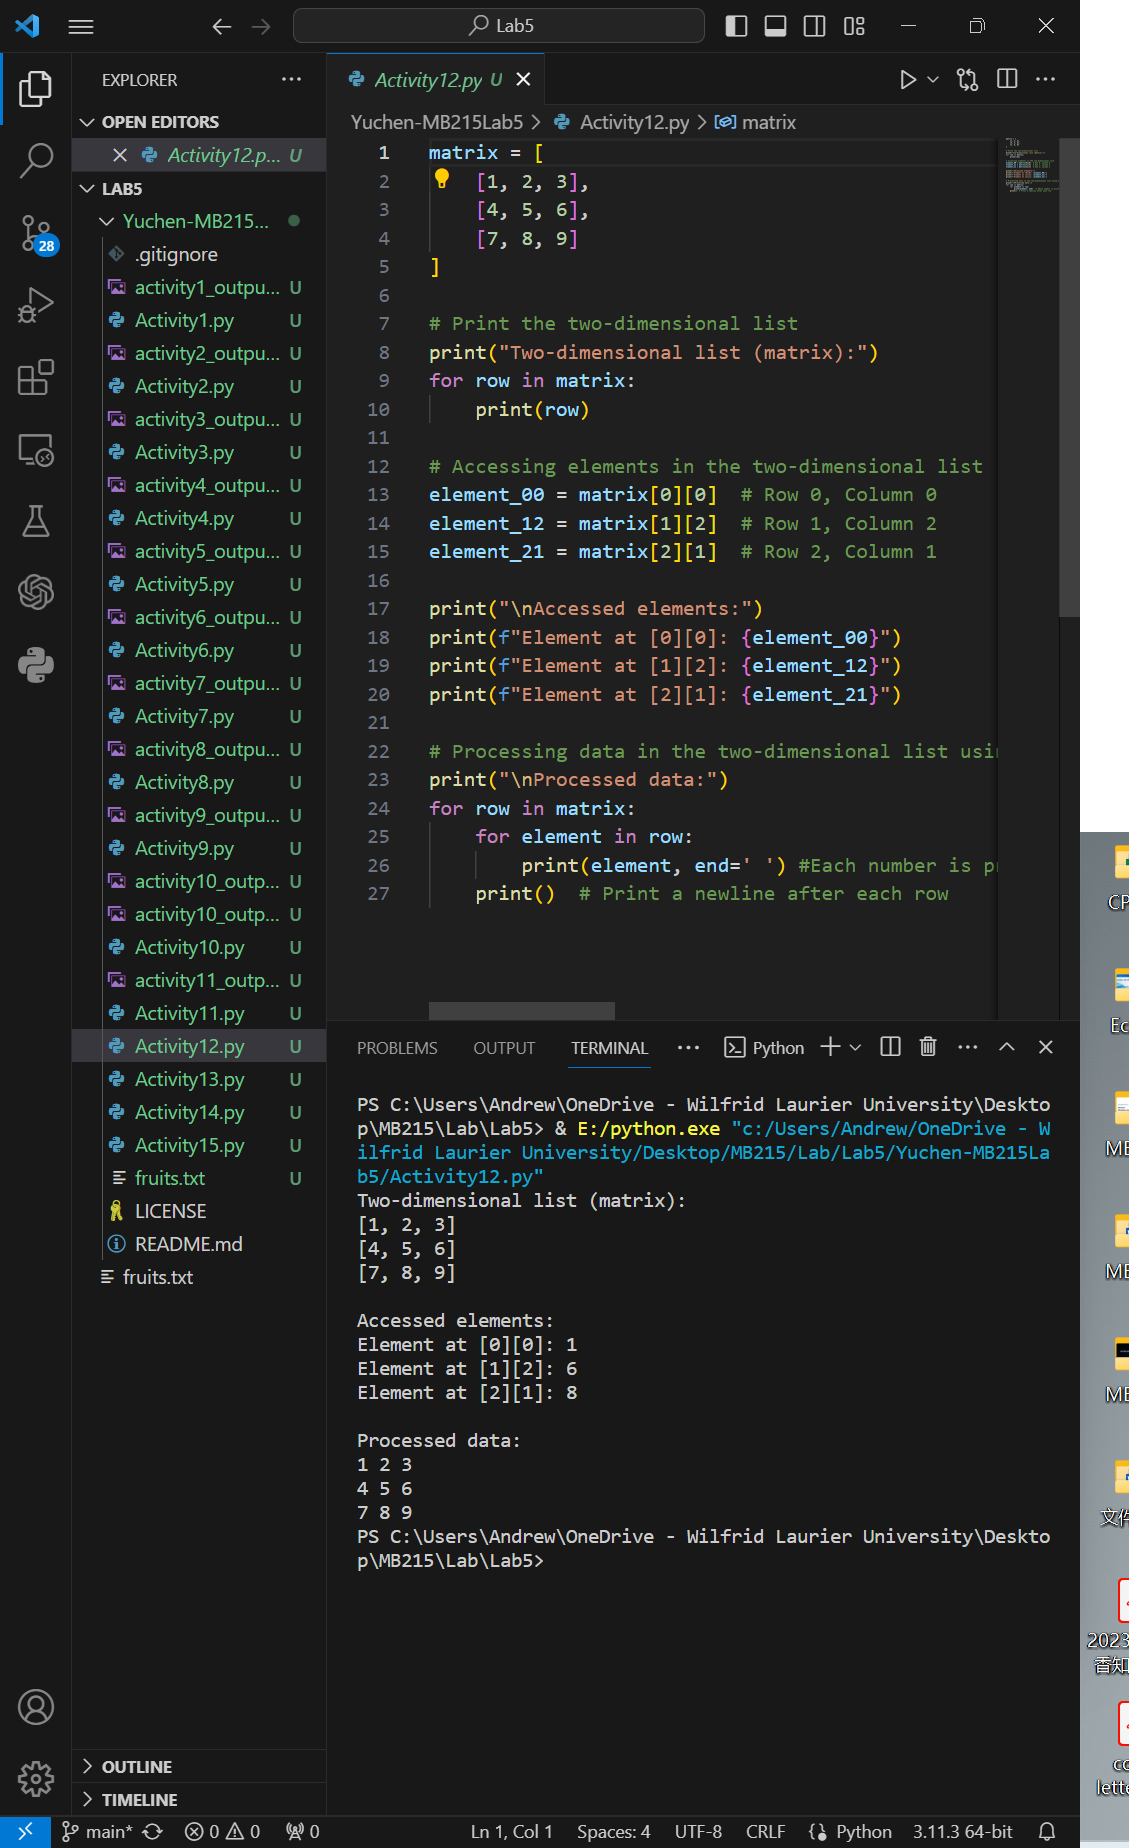 Lab5
EXPLORER
OPEN EDITORS
Activity12.p... U
LAB5
Yuchen-MB215...
.gitignore
activity1_outpu... U
Activity1.py U
activity2_outpu... U
Activity2.py U
activity3_outpu... U
Activity3.py U
activity4_outpu... U
Activity4.py U
activity5_outpu... U
Activity5.py U
activity6_outpu... U
Activity6.py U
activity7_outpu... U
Activity7.py U
activity8_outpu... U
Activity8.py U
activity9_outpu... U
Activity9.py U
activity10_outp... U
activity10_outp... U
Activity10.py U
activity11_outp... U
Activity11.py U
Activity12.py U
Activity13.py U
Activity14.py U
Activity15.py U
fruits.txt U
LICENSE
README.md
fruits.txt
28
OUTLINE
TIMELINE
Activity12.py U
Yuchen-MB215Lab5 > Activity12.py > matrix
1 matrix = [
2     [1, 2, 3],
3     [4, 5, 6],
4     [7, 8, 9]
5 ]
6
7 # Print the two-dimensional list
8 print("Two-dimensional list (matrix):")
9 for row in matrix:
10     print(row)
11
12 # Accessing elements in the two-dimensional list
13 element_00 = matrix[0][0]  # Row 0, Column 0
14 element_12 = matrix[1][2]  # Row 1, Column 2
15 element_21 = matrix[2][1]  # Row 2, Column 1
16
17 print("\nAccessed elements:")
18 print(f"Element at [0][0]: {element_00}")
19 print(f"Element at [1][2]: {element_12}")
20 print(f"Element at [2][1]: {element_21}")
21
22 # Processing data in the two-dimensional list
23 print("\nProcessed data:")
24 for row in matrix:
25     for element in row:
26         print(element, end=' ') #Each number is
27     print()  # Print a newline after each row
PROBLEMS OUTPUT TERMINAL Python
PS C:\Users\Andrew\OneDrive - Wilfrid Laurier University\Deskto
p\MB215\Lab\Lab5> & E:/python.exe "c:/Users/Andrew/OneDrive - W
ilfrid Laurier University/Desktop/MB215/Lab/Lab5/Yuchen-MB215La
b5/Activity12.py"
Two-dimensional list (matrix):
[1, 2, 3]
[4, 5, 6]
[7, 8, 9]
Accessed elements:
Element at [0][0]: 1
Element at [1][2]: 6
Element at [2][1]: 8
Processed data:
1 2 3
4 5 6
7 8 9
PS C:\Users\Andrew\OneDrive - Wilfrid Laurier University\Deskto
p\MB215\Lab\Lab5>
main* 0 0 0 Ln 1, Col 1 Spaces: 4 UTF-8 CRLF Python 3.11.3 64-bit
CP
Ec
文件
2023
香知
lette